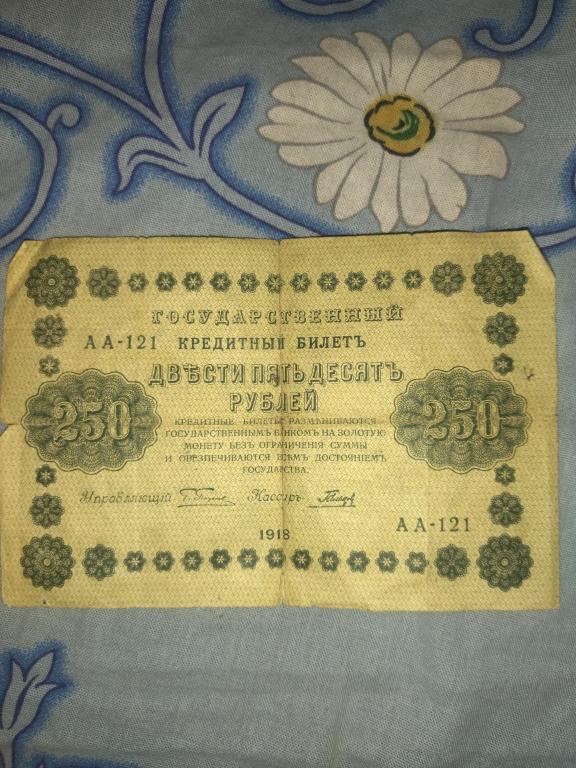 ГОСУДАРСТВЕННЫЙ
АА-121 КРЕДИТНЫЙ БИЛЕТЪ
ДВѢСТИ ПЯТЬДЕСЯТЪ
РУБЛЕЙ
250 250
КРЕДИТНЫЕ БИЛЕТЫ РАЗМѢНИВАЮТСЯ
ГОСУДАРСТВЕННЫМЪ БАНКОМЪ НА ЗОЛОТУЮ
МОНЕТУ БЕЗЪ ОГРАНИЧЕНІЯ СУММЫ
И ОБЕЗПЕЧИВАЮТСЯ ВСѢМЪ ДОСТОЯНІЕМЪ
ГОСУДАРСТВА.
Управляющій Кассиръ
АА-121
1918